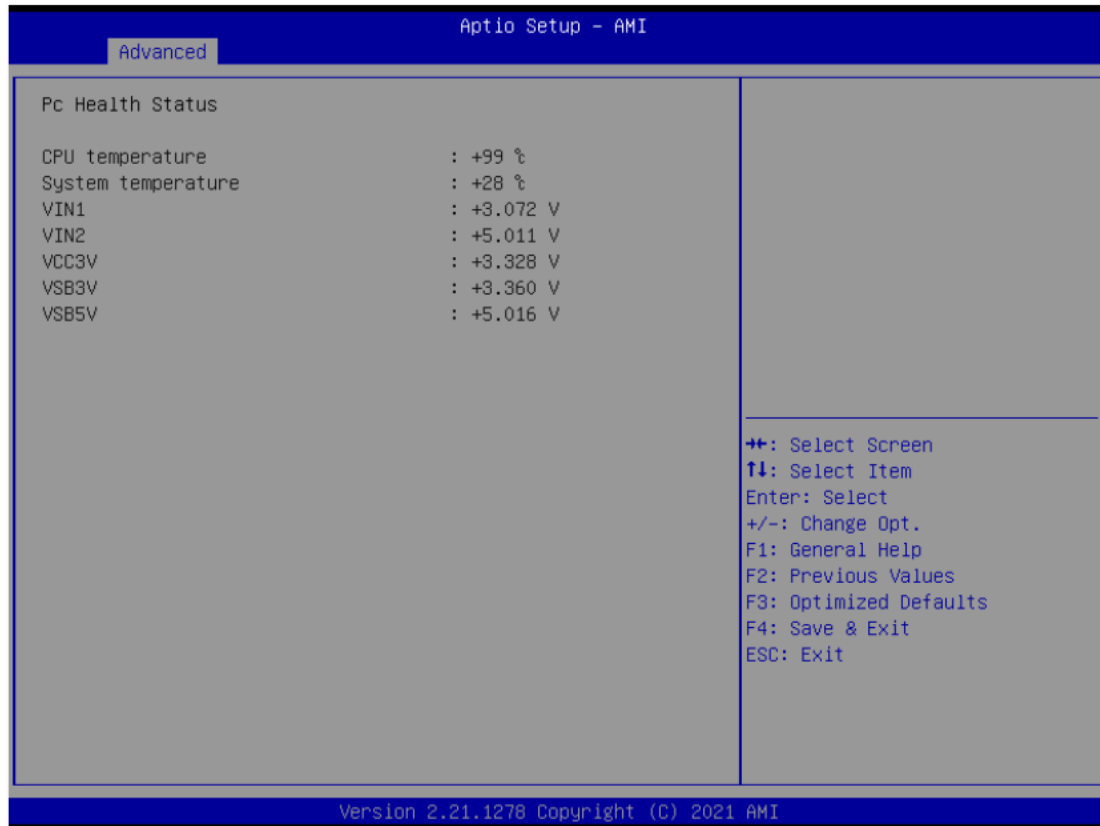 Aptio Setup – AMI
Advanced
Pc Health Status
CPU temperature : +99 ℃
System temperature : +28 ℃
VIN1 : +3.072 V
VIN2 : +5.011 V
VCC3V : +3.328 V
VSB3V : +3.360 V
VSB5V : +5.016 V
→←: Select Screen
↑↓: Select Item
Enter: Select
+/-: Change Opt.
F1: General Help
F2: Previous Values
F3: Optimized Defaults
F4: Save & Exit
ESC: Exit
Version 2.21.1278 Copyright (C) 2021 AMI